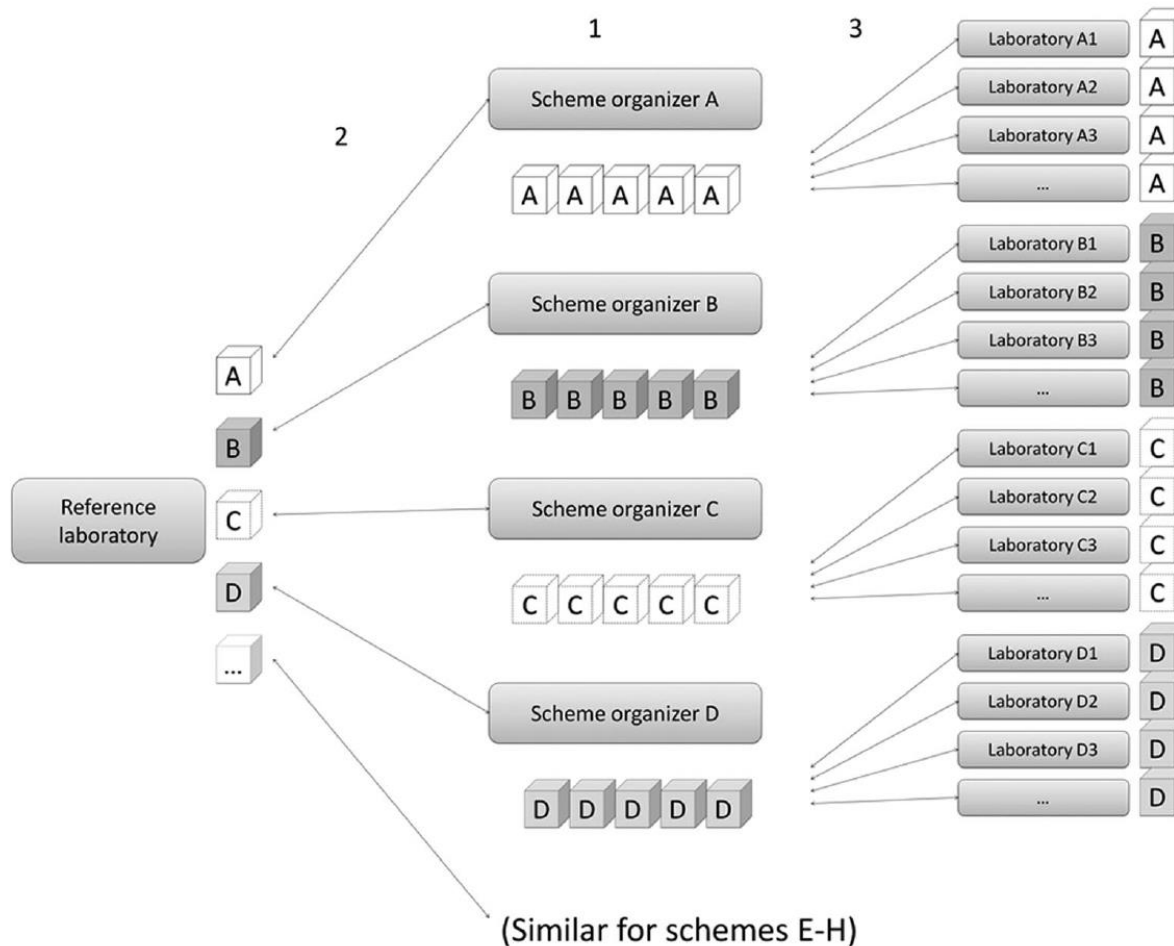 1
2
3
Scheme organizer A
A A A A A
Scheme organizer B
B B B B B
Scheme organizer C
C C C C C
Scheme organizer D
D D D D D
(Similar for schemes E-H)
Reference
laboratory
A
B
C
D
...
Laboratory A1
A
Laboratory A2
A
Laboratory A3
A
...
A
Laboratory B1
B
Laboratory B2
B
Laboratory B3
B
...
B
Laboratory C1
C
Laboratory C2
C
Laboratory C3
C
...
C
Laboratory D1
D
Laboratory D2
D
Laboratory D3
D
...
D